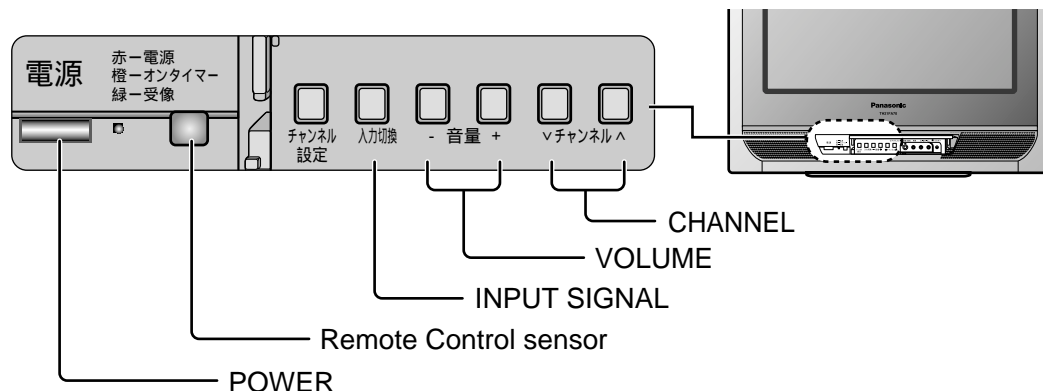 電源
赤ー電源
橙ーオンタイマー
緑ー受像
チャンネル
設定
入力切換
- 音量 +
∨チャンネル∧
Panasonic
CHANNEL
VOLUME
INPUT SIGNAL
Remote Control sensor
POWER